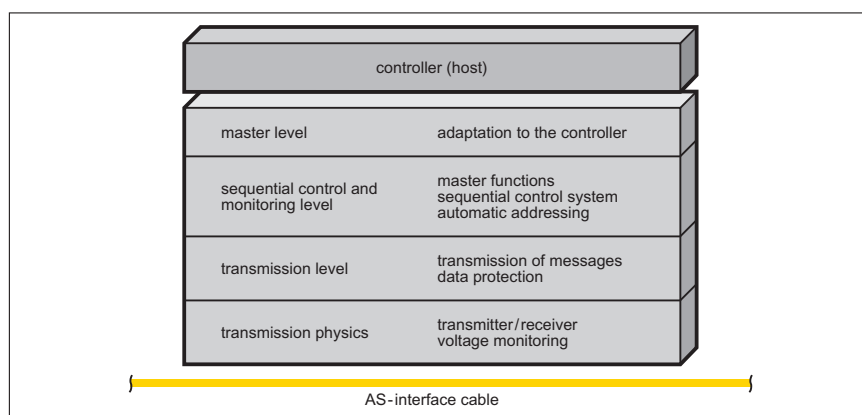 controller (host)
master level adaptation to the controller
sequential control and
monitoring level
master functions
sequential control system
automatic addressing
transmission level
transmission of messages
data protection
transmission physics
transmitter/receiver
voltage monitoring
AS-interface cable